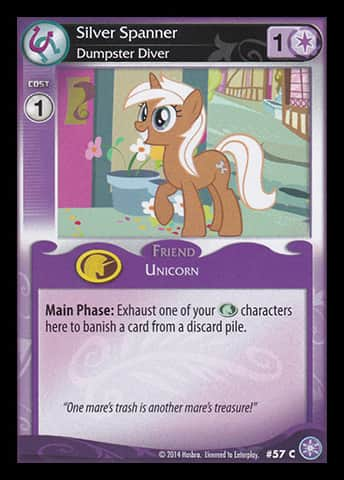 Silver Spanner
Dumpster Diver
1
COST
1
FRIEND
UNICORN
Main Phase: Exhaust one of your characters
here to banish a card from a discard pile.
"One mare's trash is another mare's treasure!"
© 2014 Hasbro. Licensed to Enterplay. #57 C